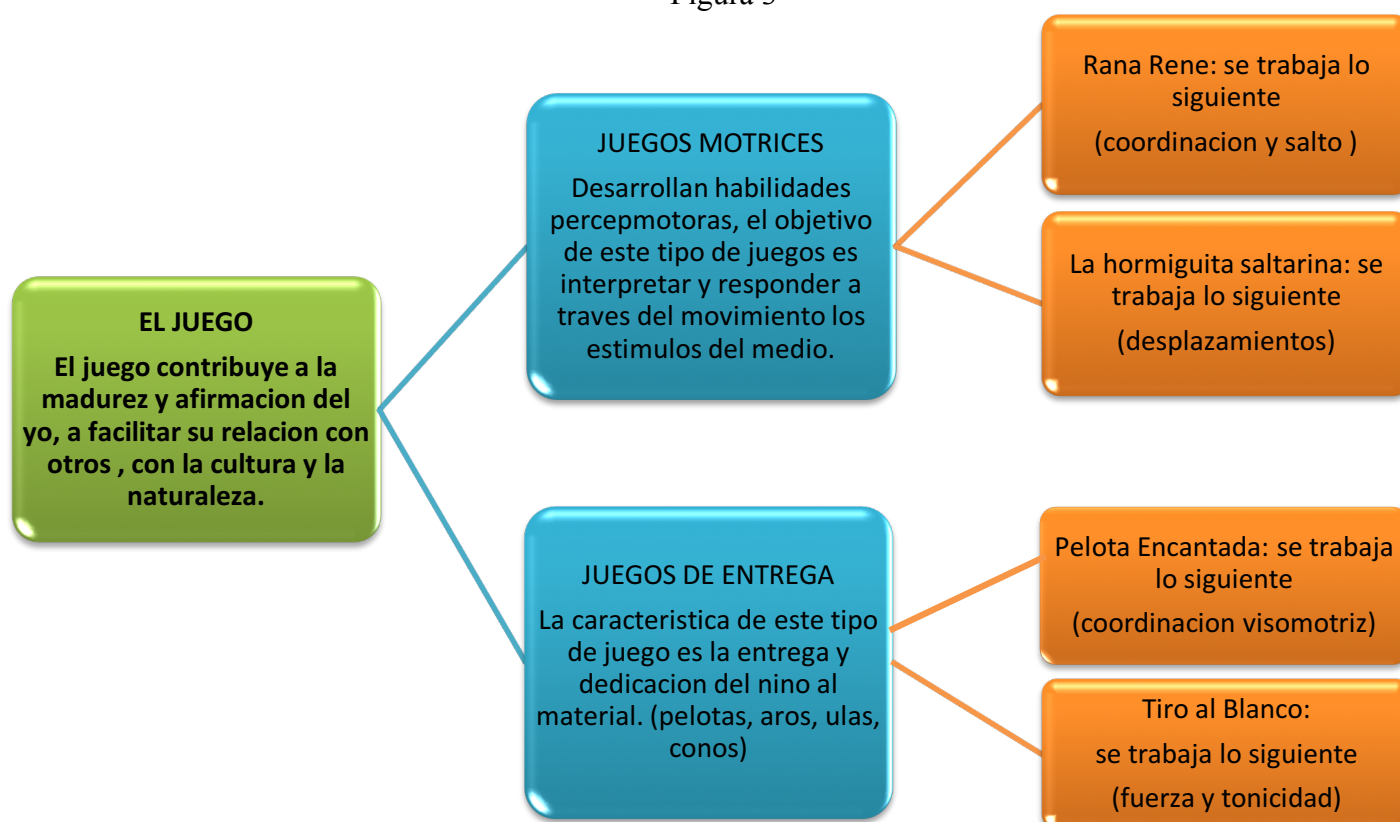 Figura 3
EL JUEGO
El juego contribuye a la
madurez y afirmacion del
yo, a facilitar su relacion con
otros , con la cultura y la
naturaleza.
JUEGOS MOTRICES
Desarrollan habilidades
percepmotoras, el objetivo
de este tipo de juegos es
interpretar y responder a
traves del movimiento los
estimulos del medio.
Rana Rene: se trabaja lo
siguiente
(coordinacion y salto )
La hormiguita saltarina: se
trabaja lo siguiente
(desplazamientos)
JUEGOS DE ENTREGA
La caracteristica de este tipo
de juego es la entrega y
dedicacion del nino al
material. (pelotas, aros, ulas,
conos)
Pelota Encantada: se trabaja
lo siguiente
(coordinacion visomotriz)
Tiro al Blanco:
se trabaja lo siguiente
(fuerza y tonicidad)